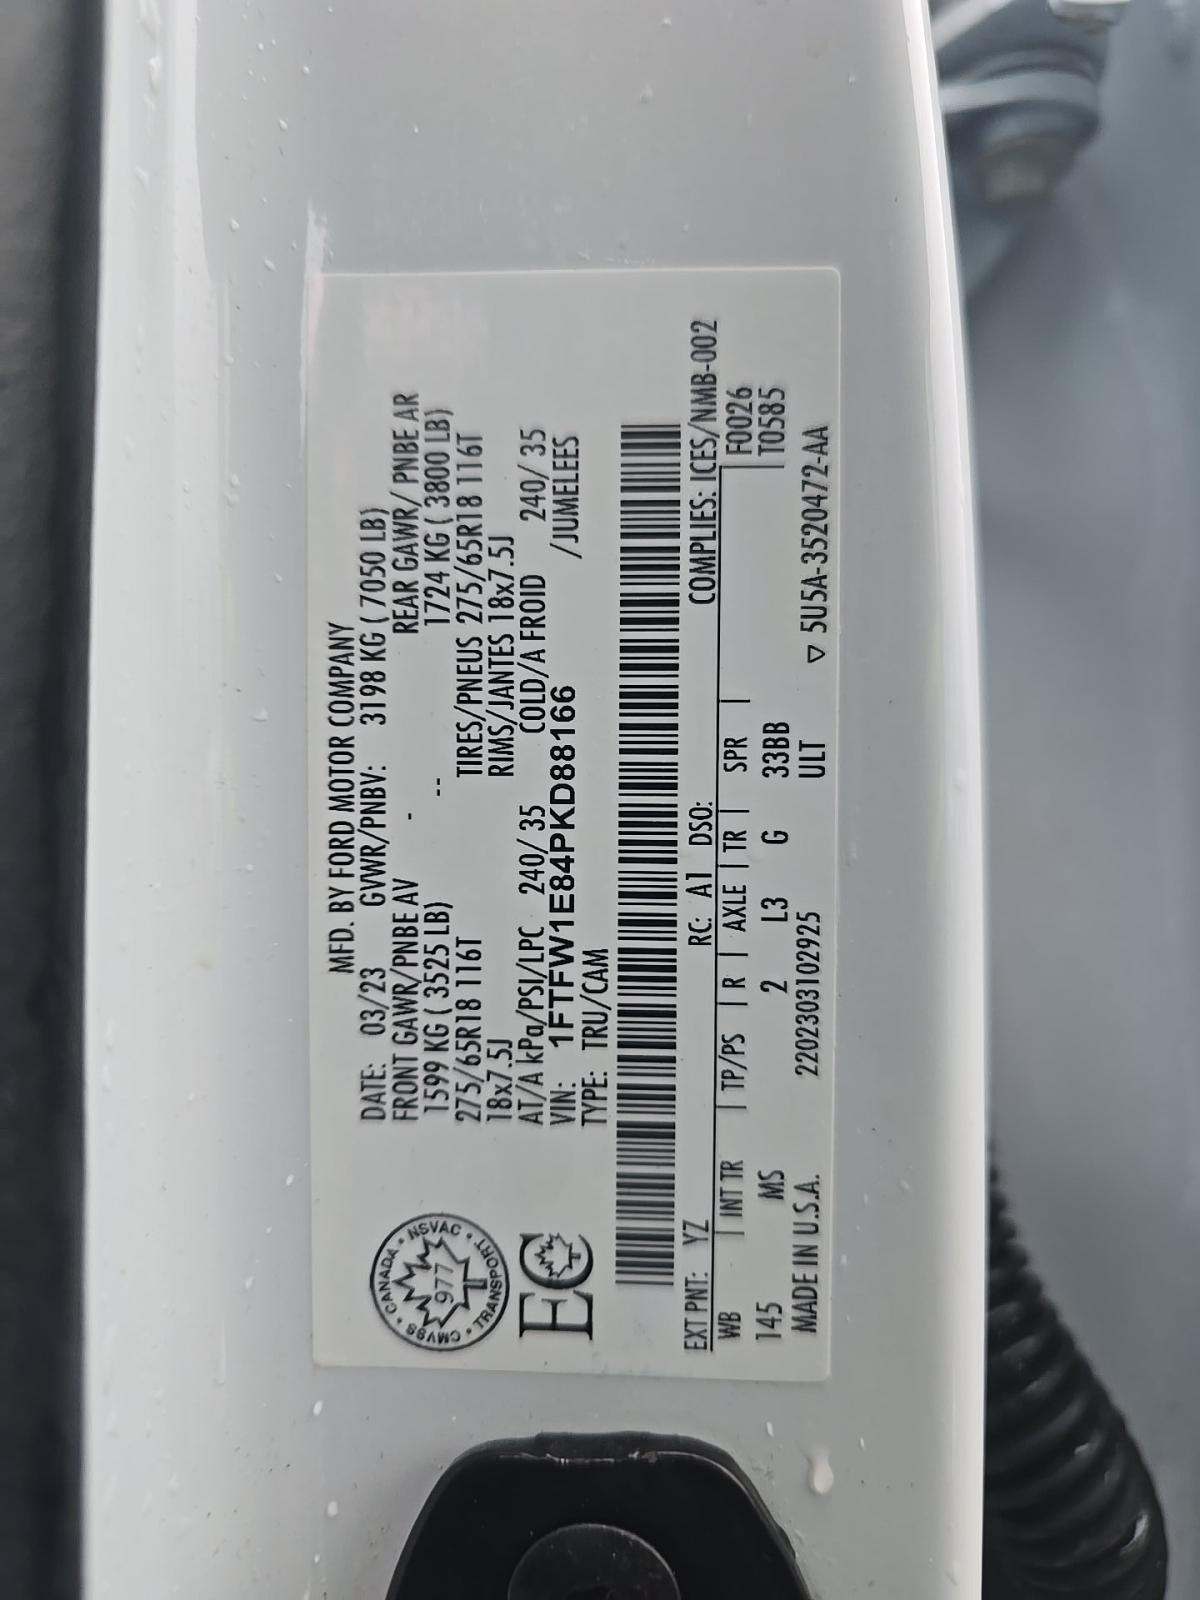 MFD. BY FORD MOTOR COMPANY
DATE: 03/23 GVWR/PNBV: 3198 KG ( 7050 LB)
FRONT GAWR/PNBE AV - REAR GAWR/ PNBE AR
1599 KG ( 3525 LB) -- 1724 KG ( 3800 LB)
275/65R18 116T TIRES/PNEUS 275/65R18 116T
18x7.5J RIMS/JANTES 18x7.5J
AT/A kPa/PSI/LPC 240/ 35 COLD/A FROID 240/ 35
VIN: 1FTFW1E84PKD88166 /JUMELEES
TYPE: TRU/CAM
CANADA • NSVAC • TRANSPORT • CMVSS
977
EC
RC: A1 DSO: COMPLIES: ICES/NMB-002
EXT PNT: YZ
WB | INT TR | TP/PS | R | AXLE | TR | SPR | F0026
145 MS 2 L3 G 33BB T0585
MADE IN U.S.A. 2202303102925 ULT ▽ 5U5A-3520472-AA